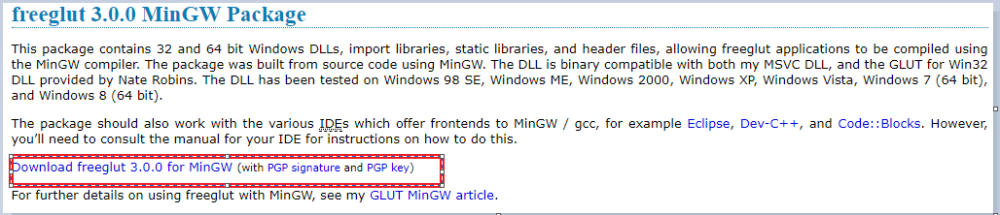 freeglut 3.0.0 MinGW Package
This package contains 32 and 64 bit Windows DLLs, import libraries, static libraries, and header files, allowing freeglut applications to be compiled using
the MinGW compiler. The package was built from source code using MinGW. The DLL is binary compatible with both my MSVC DLL, and the GLUT for Win32
DLL provided by Nate Robins. The DLL has been tested on Windows 98 SE, Windows ME, Windows 2000, Windows XP, Windows Vista, Windows 7 (64 bit),
and Windows 8 (64 bit).
The package should also work with the various IDEs which offer frontends to MinGW / gcc, for example Eclipse, Dev-C++, and Code::Blocks. However,
you'll need to consult the manual for your IDE for instructions on how to do this.
Download freeglut 3.0.0 for MinGW (with PGP signature and PGP key)
For further details on using freeglut with MinGW, see my GLUT MinGW article.